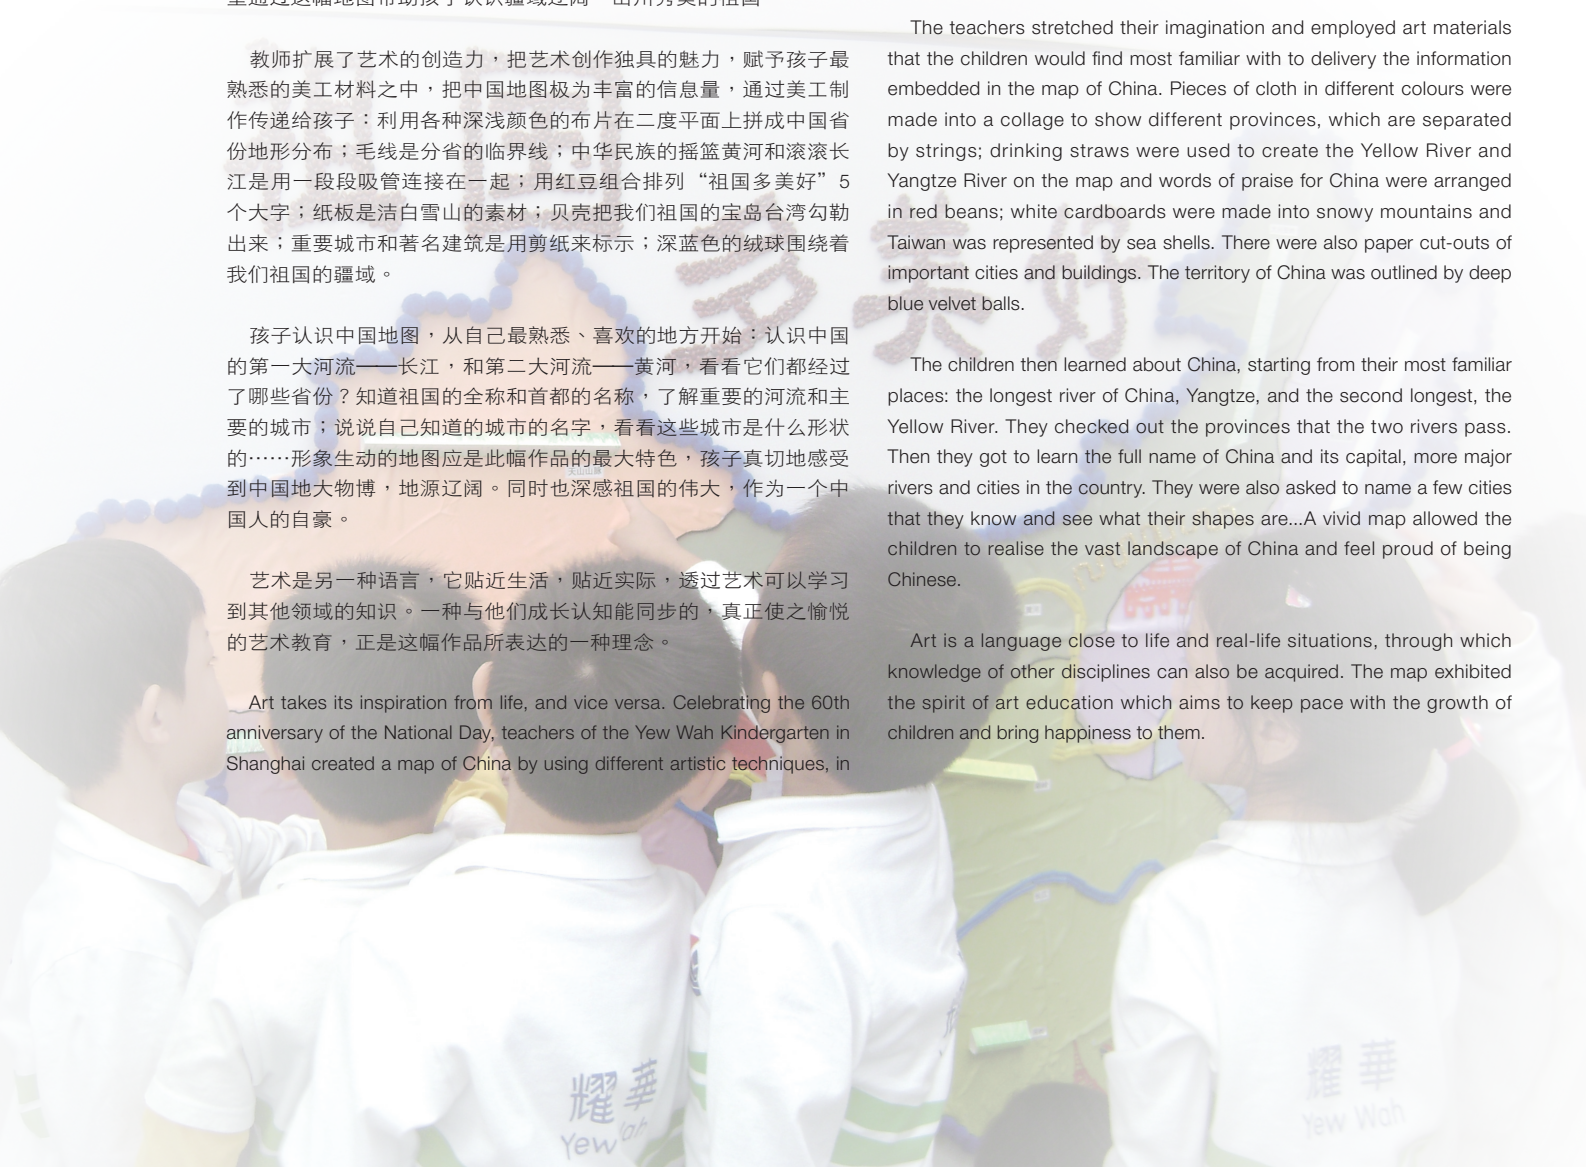 通过这幅地图帮助孩子认识疆域辽阔 山川秀美的祖国
教师扩展了艺术的创造力，把艺术创作独具的魅力，赋予孩子最
熟悉的美工材料之中，把中国地图极为丰富的信息量，通过美工制
作传递给孩子：利用各种深浅颜色的布片在二度平面上拼成中国省
份地形分布；毛线是分省的临界线；中华民族的摇篮黄河和滚滚长
江是用一段段吸管连接在一起；用红豆组合排列“祖国多美好”5
个大字；纸板是洁白雪山的素材；贝壳把我们祖国的宝岛台湾勾勒
出来；重要城市和著名建筑是用剪纸来标示；深蓝色的绒球围绕着
我们祖国的疆域。
孩子认识中国地图，从自己最熟悉、喜欢的地方开始：认识中国
的第一大河流——长江，和第二大河流——黄河，看看它们都经过
了哪些省份？知道祖国的全称和首都的名称，了解重要的河流和主
要的城市；说说自己知道的城市的名字，看看这些城市是什么形状
的……形象生动的地图应是此幅作品的最大特色，孩子真切地感受
到中国地大物博，地源辽阔。同时也深感祖国的伟大，作为一个中
国人的自豪。
艺术是另一种语言，它贴近生活，贴近实际，透过艺术可以学习
到其他领域的知识。一种与他们成长认知能同步的，真正使之愉悦
的艺术教育，正是这幅作品所表达的一种理念。
Art takes its inspiration from life, and vice versa. Celebrating the 60th
anniversary of the National Day, teachers of the Yew Wah Kindergarten in
Shanghai created a map of China by using different artistic techniques, in
The teachers stretched their imagination and employed art materials
that the children would find most familiar with to delivery the information
embedded in the map of China. Pieces of cloth in different colours were
made into a collage to show different provinces, which are separated
by strings; drinking straws were used to create the Yellow River and
Yangtze River on the map and words of praise for China were arranged
in red beans; white cardboards were made into snowy mountains and
Taiwan was represented by sea shells. There were also paper cut-outs of
important cities and buildings. The territory of China was outlined by deep
blue velvet balls.
The children then learned about China, starting from their most familiar
places: the longest river of China, Yangtze, and the second longest, the
Yellow River. They checked out the provinces that the two rivers pass.
Then they got to learn the full name of China and its capital, more major
rivers and cities in the country. They were also asked to name a few cities
that they know and see what their shapes are...A vivid map allowed the
children to realise the vast landscape of China and feel proud of being
Chinese.
Art is a language close to life and real-life situations, through which
knowledge of other disciplines can also be acquired. The map exhibited
the spirit of art education which aims to keep pace with the growth of
children and bring happiness to them.
祖国
多美好
耀華
Yew Wah
耀華
Yew Wah